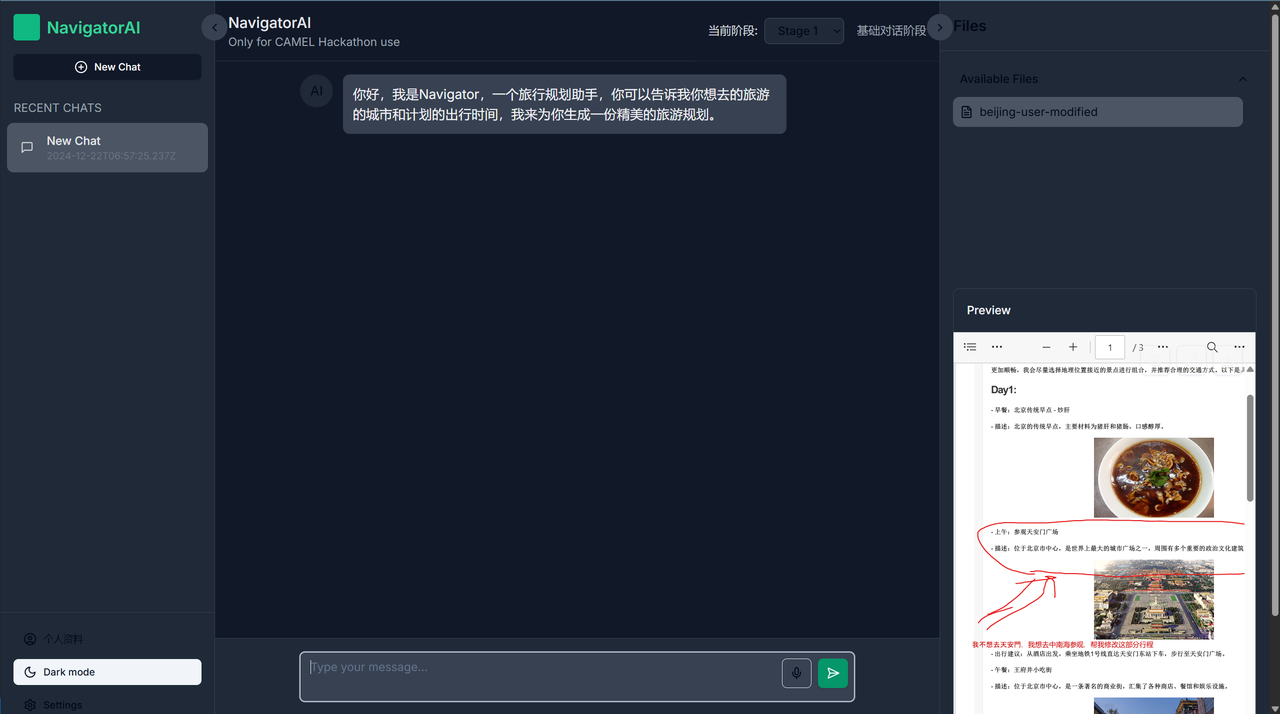 NavigatorAI
New Chat
RECENT CHATS
New Chat
2024-12-22T06:57:25.237Z
个人资料
Dark mode
Settings
NavigatorAI
Only for CAMEL Hackathon use
当前阶段:
Stage 1
基础对话阶段
AI
你好，我是Navigator，一个旅行规划助手，你可以告诉我你想去的旅游
的城市和计划的出行时间，我来为你生成一份精美的旅游规划。
Type your message...
Files
Available Files
beijing-user-modified
Preview
1
/ 3
更加顺畅，我会尽量选择地理位置接近的景点进行组合，并推荐合理的交通方式。以下是
Day1:
- 早餐：北京传统早点 - 炒肝
- 描述：北京的传统早点，主要材料为猪肝和猪肠，口感醇厚。
- 上午：参观天安门广场
- 描述：位于北京市中心，是世界上最大的城市广场之一，周围有多个重要的政治文化建筑
我不想去天安門，我想去中南海参观，帮我修改这部分行程
- 出行建议：从酒店出发，乘坐地铁1号线直达天安门东站下车，步行至天安门广场。
- 午餐：王府井小吃街
- 描述：位于北京市中心，是一条著名的商业街，汇集了各种商店、餐馆和娱乐设施。